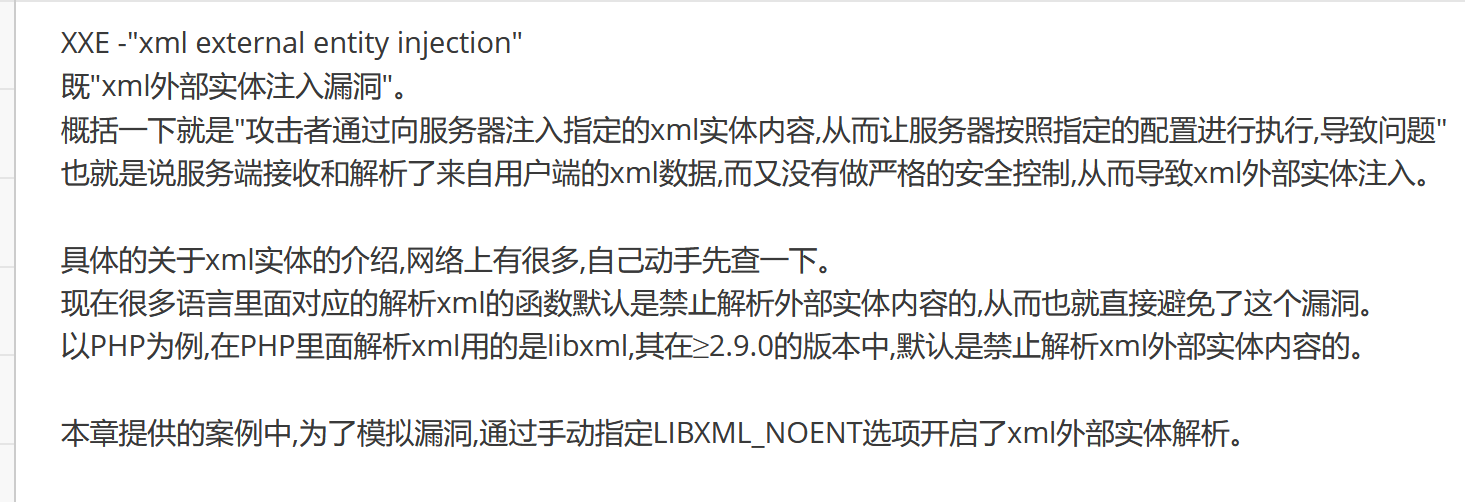 XXE -"xml external entity injection"
既"xml外部实体注入漏洞"。
概括一下就是"攻击者通过向服务器注入指定的xml实体内容,从而让服务器按照指定的配置进行执行,导致问题"
也就是说服务端接收和解析了来自用户端的xml数据,而又没有做严格的安全控制,从而导致xml外部实体注入。
具体的关于xml实体的介绍,网络上有很多,自己动手先查一下。
现在很多语言里面对应的解析xml的函数默认是禁止解析外部实体内容的,从而也就直接避免了这个漏洞。
以PHP为例,在PHP里面解析xml用的是libxml,其在≥2.9.0的版本中,默认是禁止解析xml外部实体内容的。
本章提供的案例中,为了模拟漏洞,通过手动指定LIBXML_NOENT选项开启了xml外部实体解析。